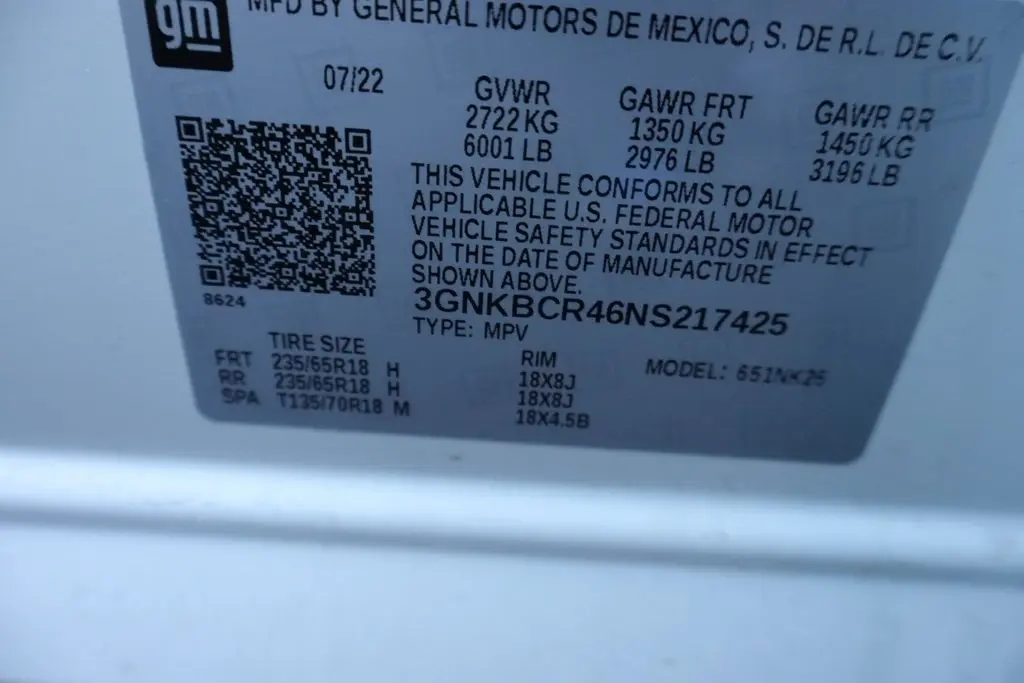 gm
MFD BY GENERAL MOTORS DE MEXICO, S. DE R.L. DE C.V.
07/22
GVWR GAWR FRT GAWR RR
2722 KG 1350 KG 1450 KG
6001 LB 2976 LB 3196 LB
THIS VEHICLE CONFORMS TO ALL
APPLICABLE U.S. FEDERAL MOTOR
VEHICLE SAFETY STANDARDS IN EFFECT
ON THE DATE OF MANUFACTURE
SHOWN ABOVE.
8624
3GNKBCR46NS217425
TYPE: MPV
TIRE SIZE RIM MODEL: 651NK26
FRT 235/65R18 H 18X8J
RR 235/65R18 H 18X8J
SPA T135/70R18 M 18X4.5B